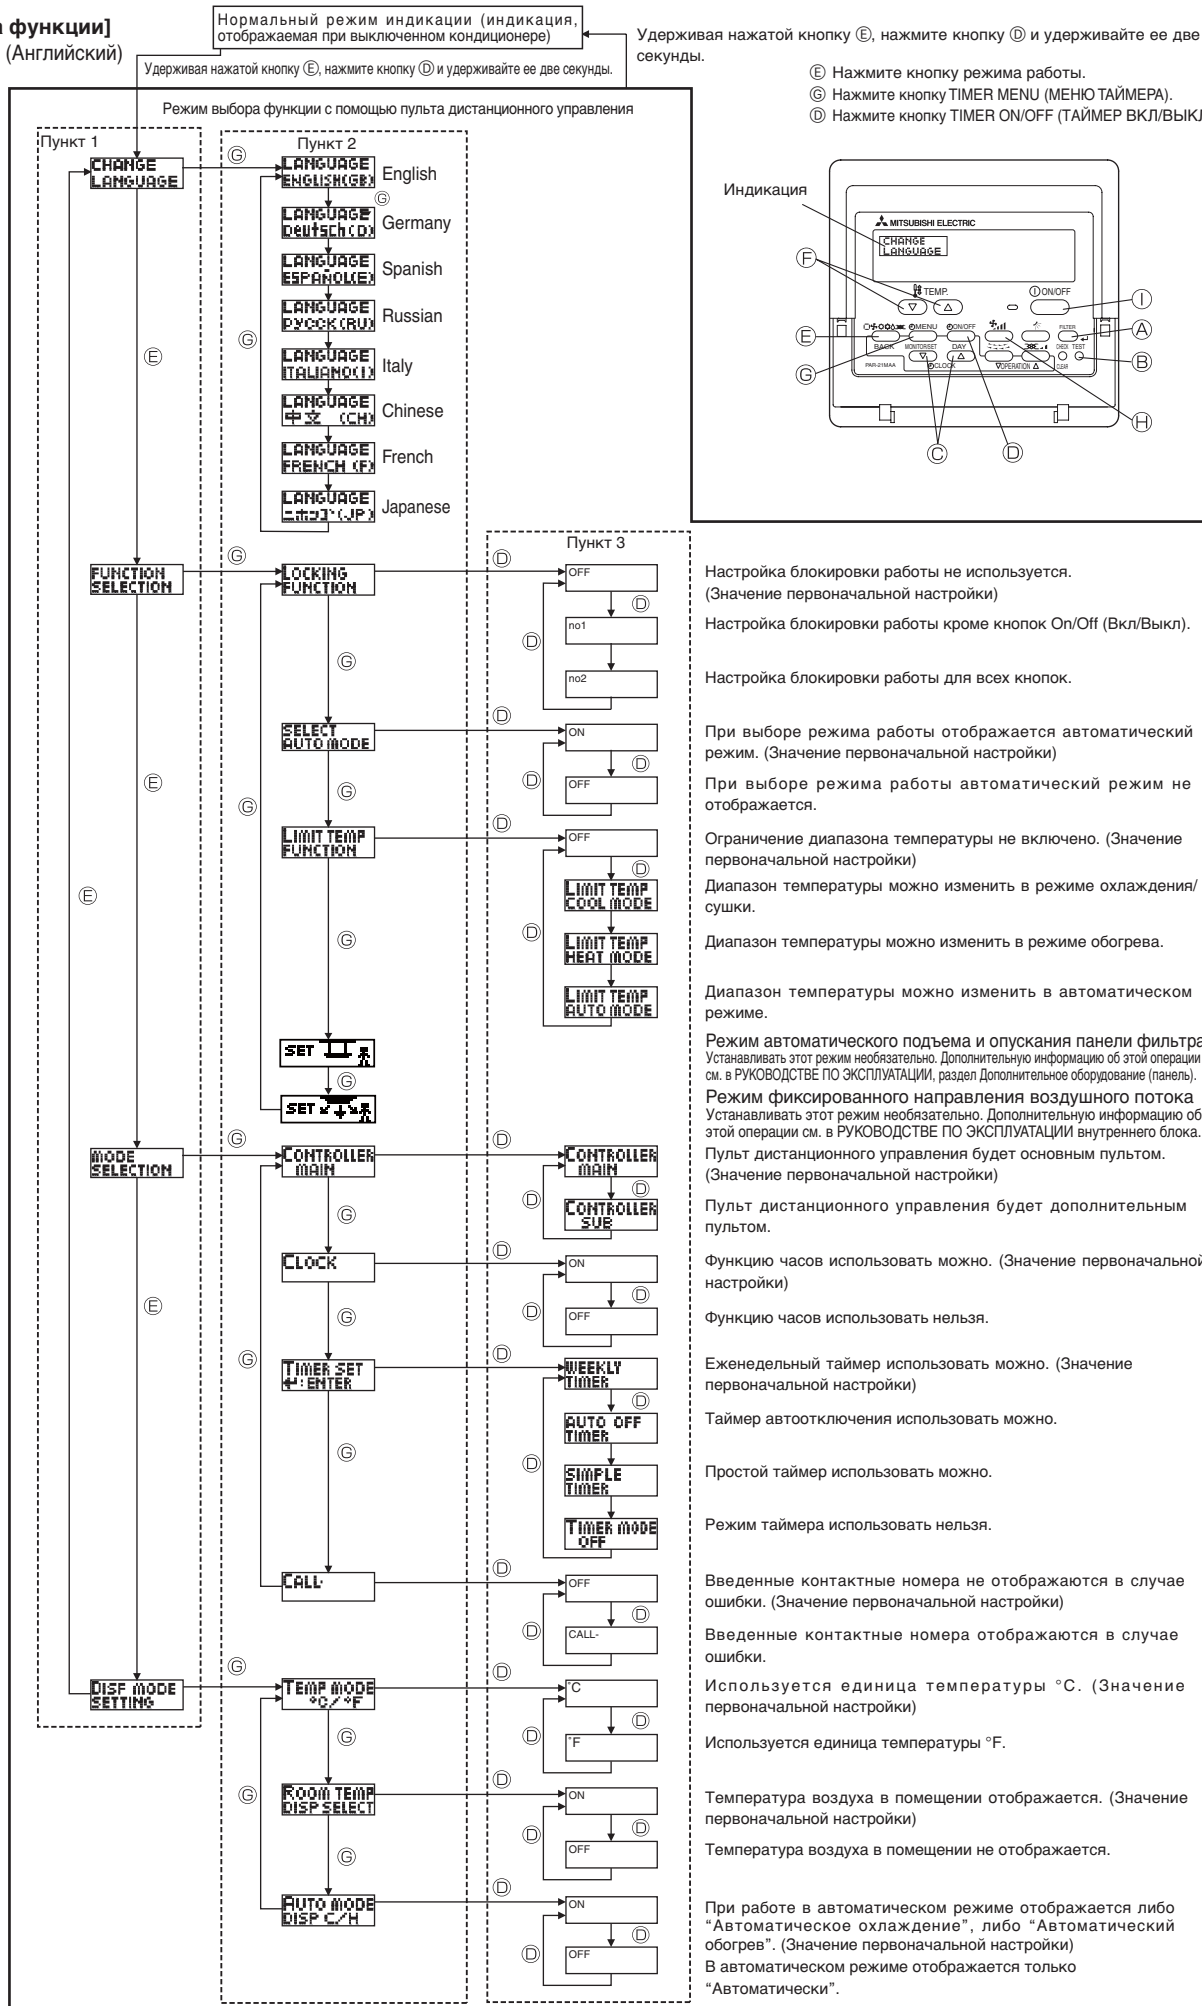 а функции]
(Английский)
Нормальный режим индикации (индикация,
отображаемая при выключенном кондиционере)
Удерживая нажатой кнопку Ⓔ, нажмите кнопку Ⓓ и удерживайте ее две
секунды.
Удерживая нажатой кнопку Ⓔ, нажмите кнопку Ⓓ и удерживайте ее две секунды.
Ⓔ Нажмите кнопку режима работы.
Ⓖ Нажмите кнопку TIMER MENU (МЕНЮ ТАЙМЕРА).
Ⓓ Нажмите кнопку TIMER ON/OFF (ТАЙМЕР ВКЛ/ВЫКЛ
Режим выбора функции с помощью пульта дистанционного управления
Пункт 1
Пункт 2
CHANGE
LANGUAGE
Ⓖ
LANGUAGE
ENGLISH(GB)
English
Ⓖ
LANGUAGE
Deutsch(D)
Germany
LANGUAGE
ESPAÑOL(E)
Spanish
LANGUAGE
РУССК(RU)
Russian
LANGUAGE
ITALIANO(I)
Italy
LANGUAGE
中文 (CH)
Chinese
LANGUAGE
FRENCH (F)
French
LANGUAGE
ニホンゴ(JP)
Japanese
Ⓖ
Ⓔ
Индикация
MITSUBISHI ELECTRIC
CHANGE
LANGUAGE
TEMP.
ON/OFF
MENU
ON/OFF
FILTER
BACK
MONITOR/SET
DAY
CHECK
TEST
PAR-21MAA
CLOCK
OPERATION
CLEAR
Ⓕ
Ⓔ
Ⓖ
Ⓒ
Ⓓ
Ⓘ
Ⓐ
Ⓑ
Ⓗ
Пункт 3
FUNCTION
SELECTION
Ⓖ
LOCKING
FUNCTION
Ⓓ
OFF
Настройка блокировки работы не используется.
(Значение первоначальной настройки)
Ⓓ
no1
Настройка блокировки работы кроме кнопок On/Off (Вкл/Выкл).
Ⓓ
Ⓖ
no2
Настройка блокировки работы для всех кнопок.
SELECT
AUTO MODE
Ⓓ
ON
При выборе режима работы отображается автоматический
режим. (Значение первоначальной настройки)
Ⓓ
Ⓔ
Ⓖ
Ⓖ
Ⓓ
OFF
При выборе режима работы автоматический режим не
отображается.
LIMIT TEMP
FUNCTION
Ⓓ
OFF
Ограничение диапазона температуры не включено. (Значение
первоначальной настройки)
Ⓓ
Ⓔ
LIMIT TEMP
COOL MODE
Диапазон температуры можно изменить в режиме охлаждения/
сушки.
Ⓖ
Ⓓ
LIMIT TEMP
HEAT MODE
Диапазон температуры можно изменить в режиме обогрева.
LIMIT TEMP
AUTO MODE
Диапазон температуры можно изменить в автоматическом
режиме.
SET
Режим автоматического подъема и опускания панели фильтра
Устанавливать этот режим необязательно. Дополнительную информацию об этой операции
см. в РУКОВОДСТВЕ ПО ЭКСПЛУАТАЦИИ, раздел Дополнительное оборудование (панель).
Ⓖ
SET
Режим фиксированного направления воздушного потока
Устанавливать этот режим необязательно. Дополнительную информацию об
этой операции см. в РУКОВОДСТВЕ ПО ЭКСПЛУАТАЦИИ внутреннего блока.
MODE
SELECTION
Ⓖ
CONTROLLER
MAIN
Ⓓ
CONTROLLER
MAIN
Пульт дистанционного управления будет основным пультом.
(Значение первоначальной настройки)
Ⓓ
Ⓖ
Ⓓ
CONTROLLER
SUB
Пульт дистанционного управления будет дополнительным
пультом.
CLOCK
Ⓓ
ON
Функцию часов использовать можно. (Значение первоначальной
настройки)
Ⓓ
Ⓔ
Ⓖ
Ⓓ
OFF
Функцию часов использовать нельзя.
Ⓖ
TIMER SET
↵:ENTER
Ⓓ
WEEKLY
TIMER
Еженедельный таймер использовать можно. (Значение
первоначальной настройки)
Ⓓ
AUTO OFF
TIMER
Таймер автоотключения использовать можно.
Ⓖ
Ⓓ
SIMPLE
TIMER
Простой таймер использовать можно.
TIMER MODE
OFF
Режим таймера использовать нельзя.
CALL-
Ⓓ
OFF
Введенные контактные номера не отображаются в случае
ошибки. (Значение первоначальной настройки)
Ⓓ
Ⓓ
CALL-
Введенные контактные номера отображаются в случае
ошибки.
DISP MODE
SETTING
Ⓖ
TEMP MODE
°C/°F
Ⓓ
°C
Используется единица температуры °C. (Значение
первоначальной настройки)
Ⓓ
Ⓖ
Ⓓ
°F
Используется единица температуры °F.
Ⓖ
ROOM TEMP
DISP SELECT
Ⓓ
ON
Температура воздуха в помещении отображается. (Значение
первоначальной настройки)
Ⓓ
Ⓖ
Ⓓ
OFF
Температура воздуха в помещении не отображается.
AUTO MODE
DISP C/H
Ⓓ
ON
При работе в автоматическом режиме отображается либо
“Автоматическое охлаждение”, либо “Автоматический
обогрев”. (Значение первоначальной настройки)
Ⓓ
Ⓓ
OFF
В автоматическом режиме отображается только
“Автоматически”.